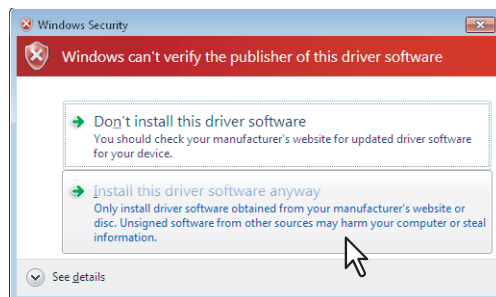 Windows Security
Windows can't verify the publisher of this driver software
Don't install this driver software
You should check your manufacturer's website for updated driver software
for your device.
Install this driver software anyway
Only install driver software obtained from your manufacturer's website or
disc. Unsigned software from other sources may harm your computer or steal
information.
See details